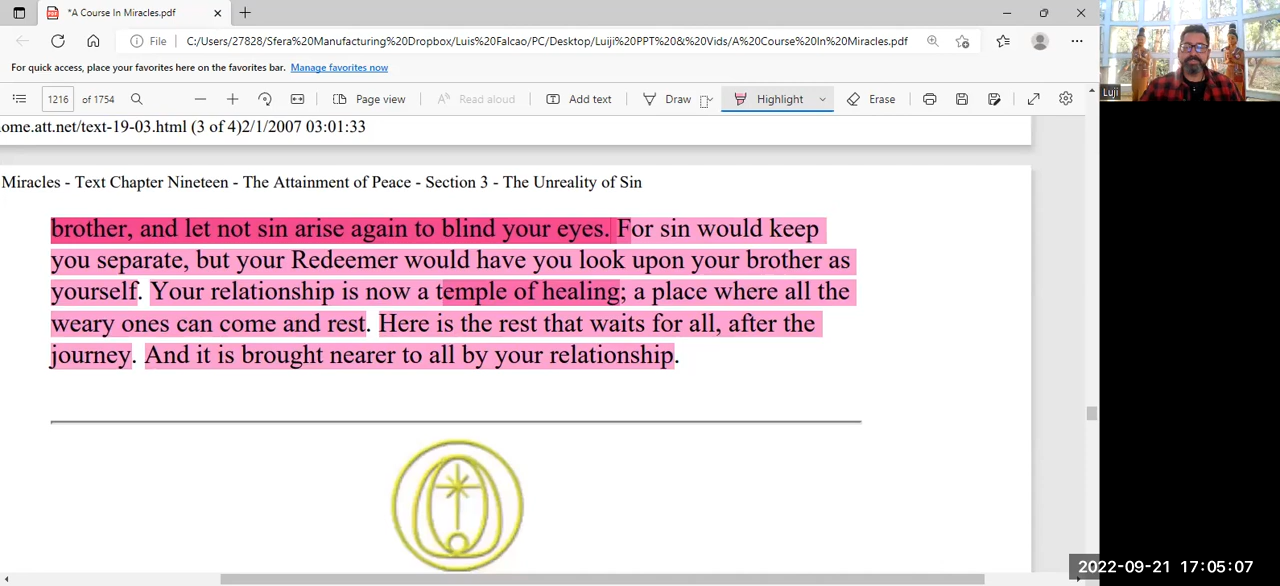 *A Course In Miracles.pdf
File
C:/Users/27828/Sfera%20Manufacturing%20Dropbox/Luis%20Falcao/PC/Desktop/Luiji%20PPT%20&%20Vids/A%20Course%20In%20Miracles.pdf
For quick access, place your favorites here on the favorites bar. Manage favorites now
1216 of 1754 Page view Read aloud Add text Draw Highlight Erase
ome.att.net/text-19-03.html (3 of 4)2/1/2007 03:01:33
Miracles - Text Chapter Nineteen - The Attainment of Peace - Section 3 - The Unreality of Sin
brother, and let not sin arise again to blind your eyes. For sin would keep
you separate, but your Redeemer would have you look upon your brother as
yourself. Your relationship is now a temple of healing; a place where all the
weary ones can come and rest. Here is the rest that waits for all, after the
journey. And it is brought nearer to all by your relationship.
Luji
2022-09-21 17:05:07